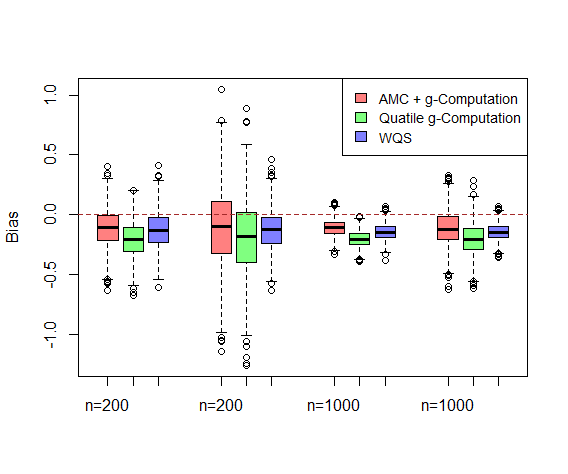 AMC + g-Computation
Quatile g-Computation
WQS
Bias
1.0
0.5
0.0
-0.5
-1.0
n=200
n=200
n=1000
n=1000